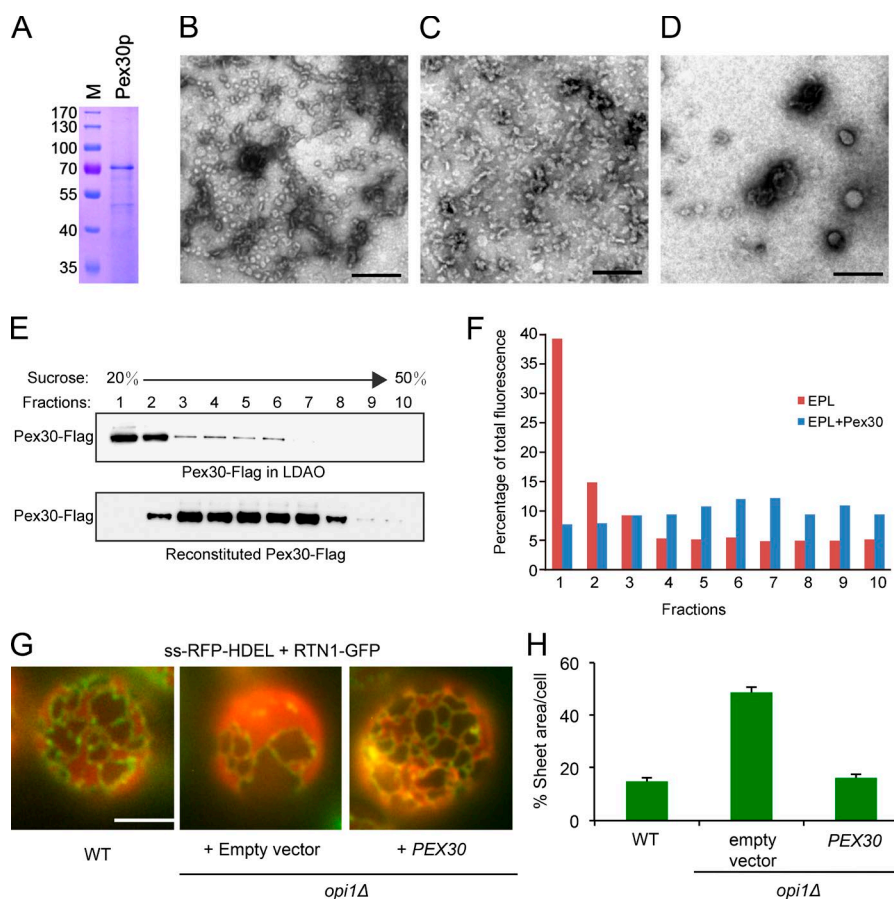 A
M
Pex30p
170
130
100
70
55
40
35
B
C
D
E
Sucrose: 20% 50%
Fractions: 1 2 3 4 5 6 7 8 9 10
Pex30-Flag
Pex30-Flag in LDAO
Pex30-Flag
Reconstituted Pex30-Flag
F
Percentage of total fluorescence
40
35
30
25
20
15
10
5
0
EPL
EPL+Pex30
1 2 3 4 5 6 7 8 9 10
Fractions
G
ss-RFP-HDEL + RTN1-GFP
WT
+ Empty vector
+ PEX30
opi1Δ
H
% Sheet area/cell
60
40
20
0
WT
empty
vector
PEX30
opi1Δ